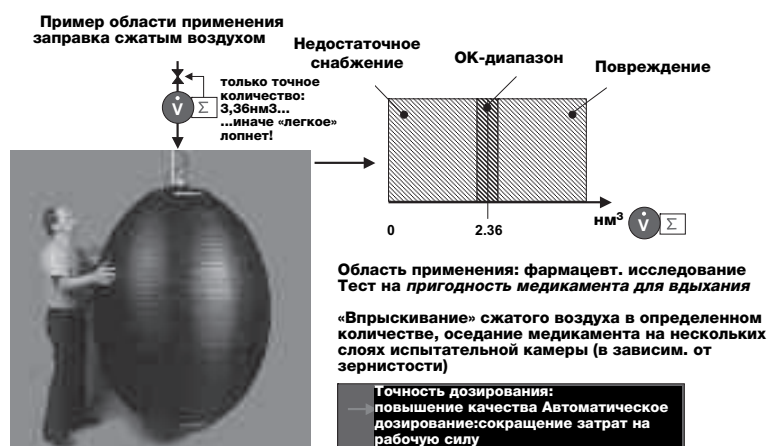 Пример области применения
заправка сжатым воздухом
только точное
количество:
3,36нм3...
...иначе «легкое»
лопнет!
V̇ Σ
Недостаточное
снабжение
ОК-диапазон
Повреждение
0
2.36
нм³ V̇ Σ
Область применения: фармацевт. исследование
Тест на пригодность медикамента для вдыхания
«Впрыскивание» сжатого воздуха в определенном
количестве, оседание медикамента на нескольких
слоях испытательной камеры (в зависим. от
зернистости)
Точность дозирования:
повышение качества Автоматическое
дозирование:сокращение затрат на
рабочую силу